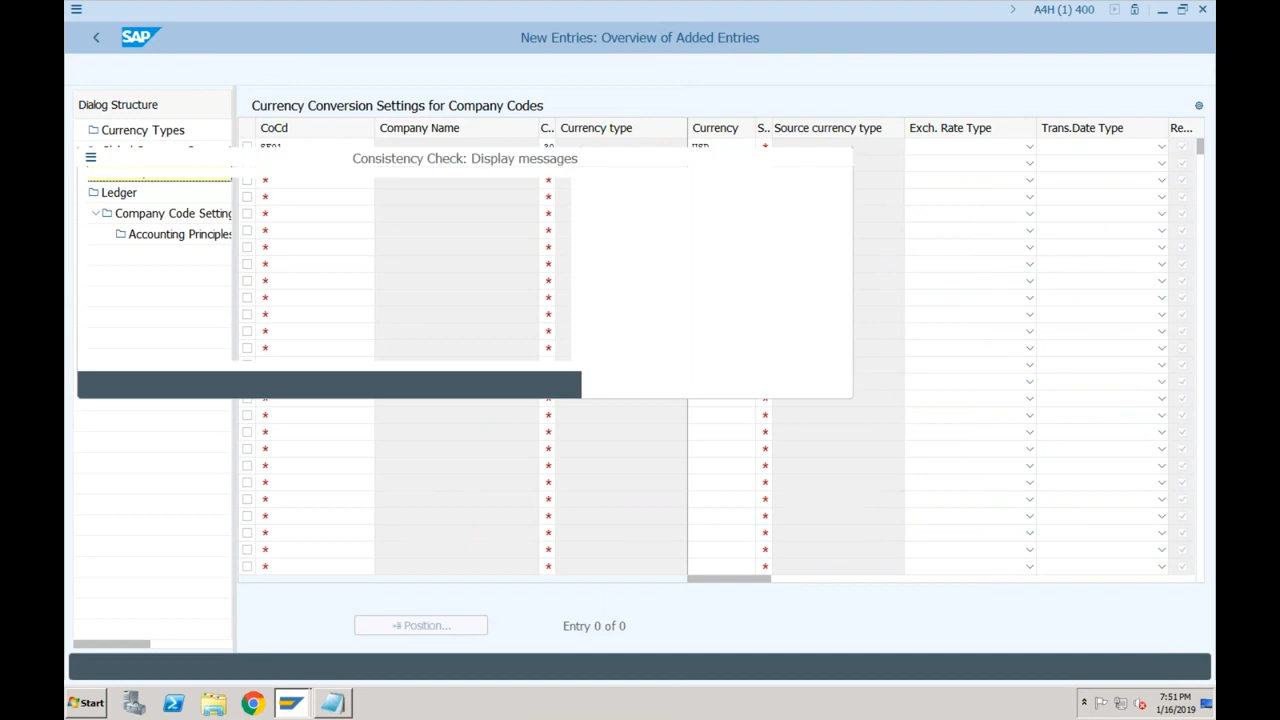 A4H (1) 400
SAP
New Entries: Overview of Added Entries
Dialog Structure
Currency Types
Ledger
Company Code Setting
Accounting Principles
Currency Conversion Settings for Company Codes
CoCd Company Name C.. Currency type Currency S.. Source currency type Exch. Rate Type Trans.Date Type Re...
Consistency Check: Display messages
Position...
Entry 0 of 0
Start
7:51 PM
1/16/2019